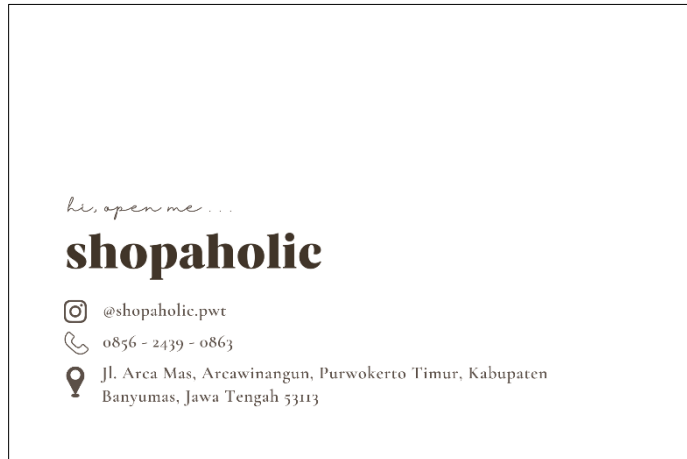 hi, open me ...
shopaholic
@shopaholic.pwt
0856 - 2439 - 0863
Jl. Arca Mas, Arcawinangun, Purwokerto Timur, Kabupaten
Banyumas, Jawa Tengah 53113